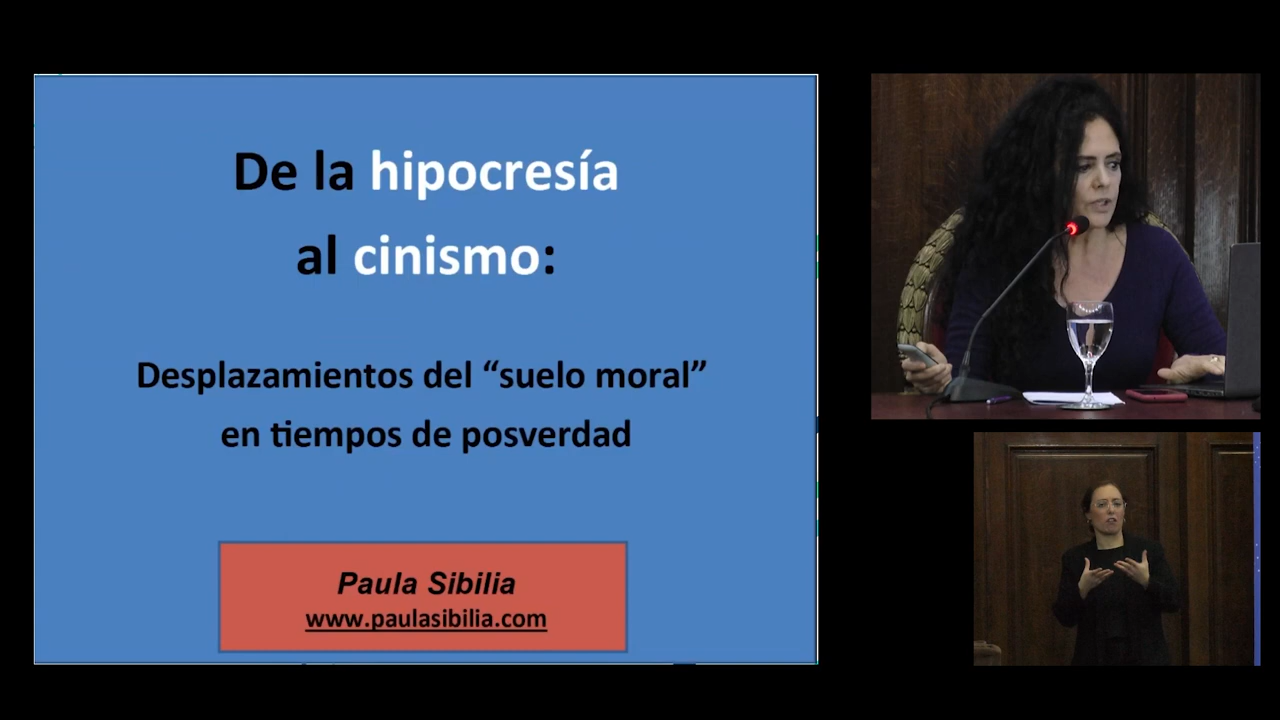 De la hipocresía
al cinismo:
Desplazamientos del “suelo moral”
en tiempos de posverdad
Paula Sibilia
www.paulasibilia.com